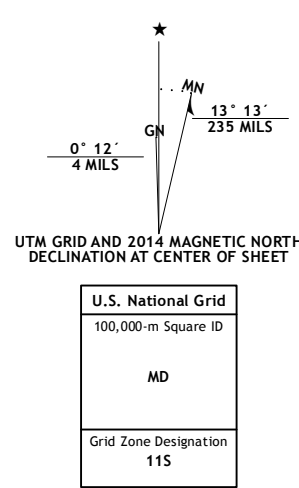 ★
MN
GN
13° 13´
235 MILS
0° 12´
4 MILS
UTM GRID AND 2014 MAGNETIC NORTH
DECLINATION AT CENTER OF SHEET
U.S. National Grid
100,000-m Square ID
MD
Grid Zone Designation
11S